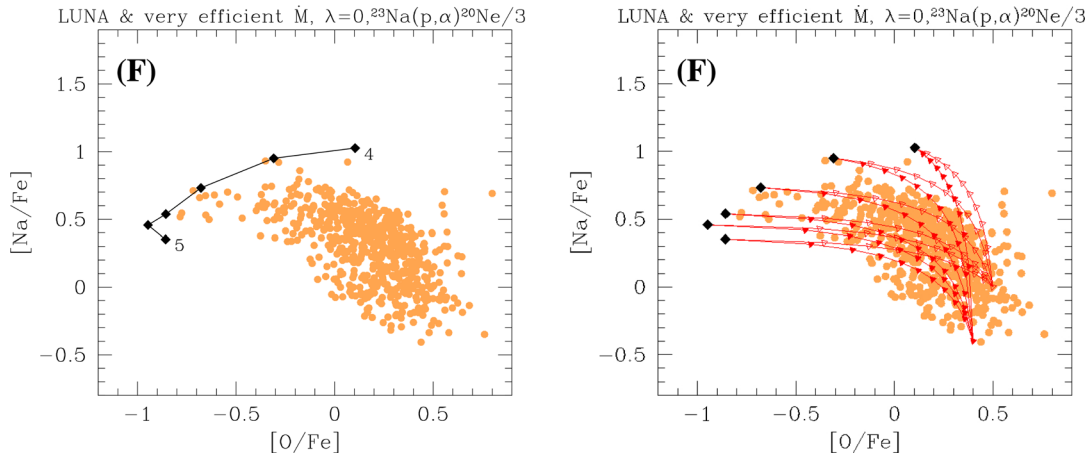 LUNA & very efficient Ṁ, λ=0,²³Na(p,α)²⁰Ne/3
(F)
1.5
1
0.5
0
−0.5
[Na/Fe]
4
5
−1
−0.5
0
0.5
[O/Fe]
LUNA & very efficient Ṁ, λ=0,²³Na(p,α)²⁰Ne/3
(F)
1.5
1
0.5
0
−0.5
[Na/Fe]
−1
−0.5
0
0.5
[O/Fe]